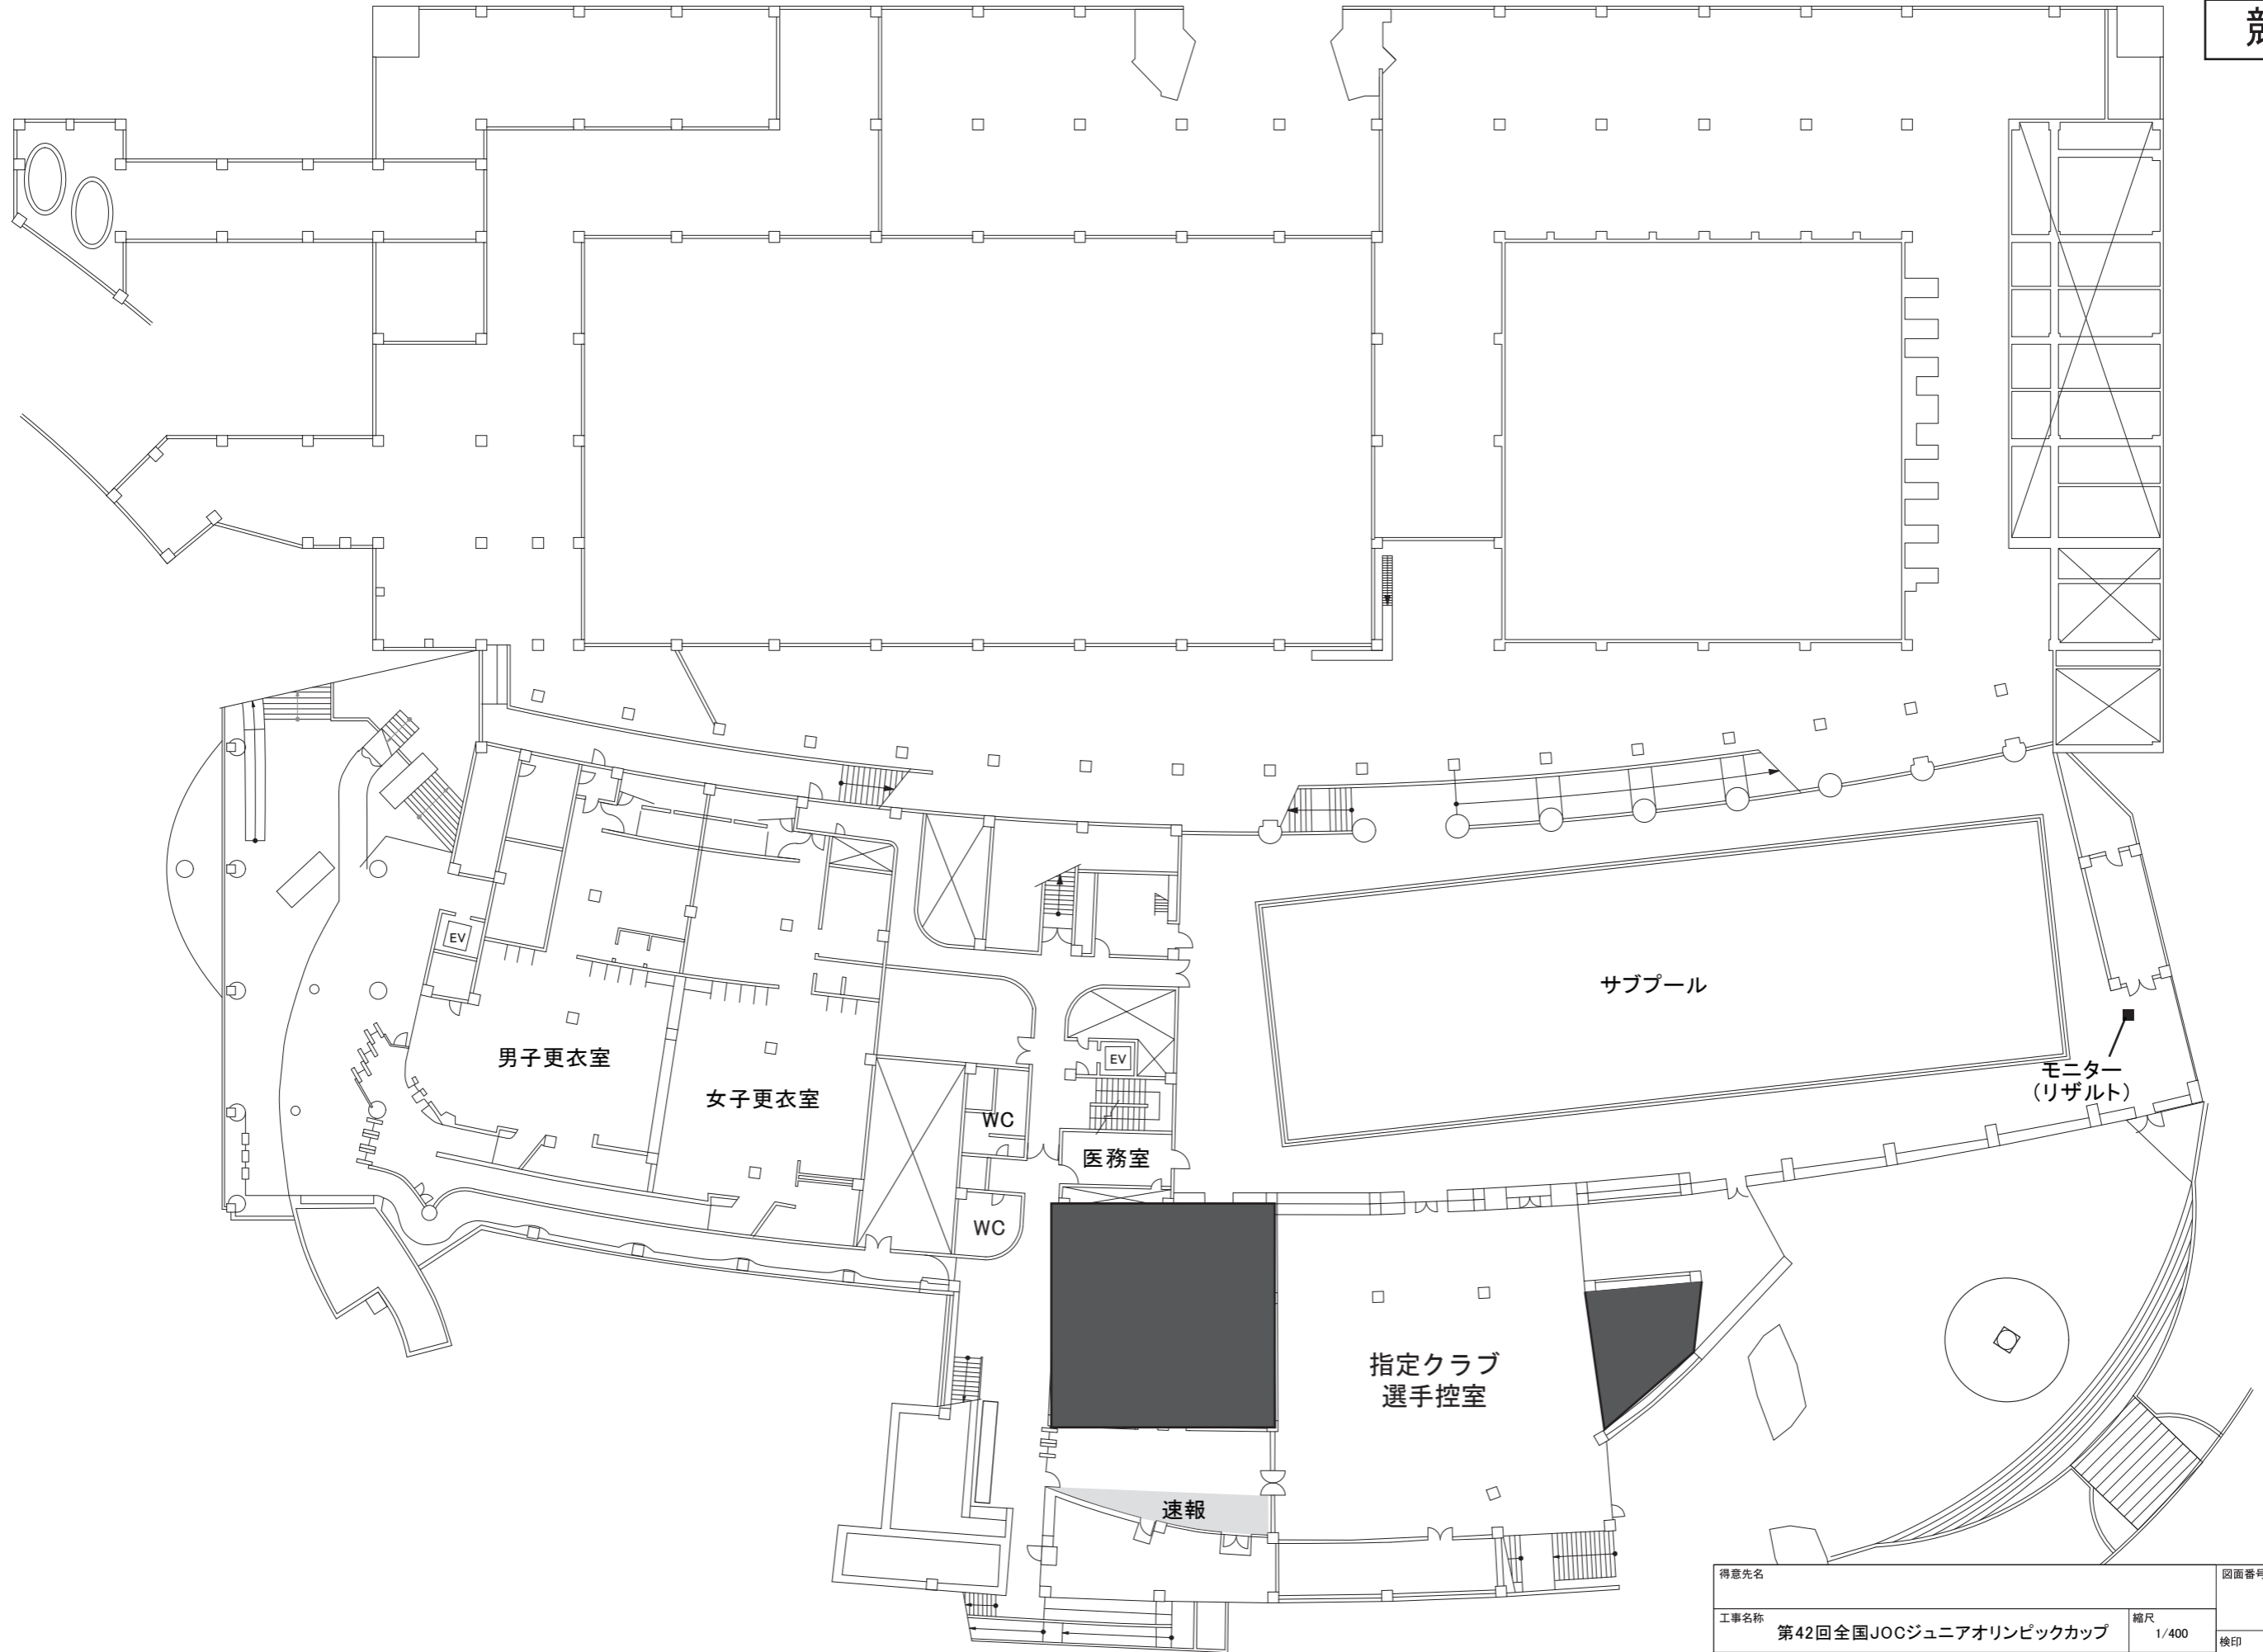 EV
サブプール
男子更衣室
EV
モニター
(リザルト)
女子更衣室
WC
医務室
WC
指定クラブ
選手控室
速報
得意先名
図面番号
工事名称
第42回全国JOCジュニアオリンピックカップ
縮尺
1/400
検印